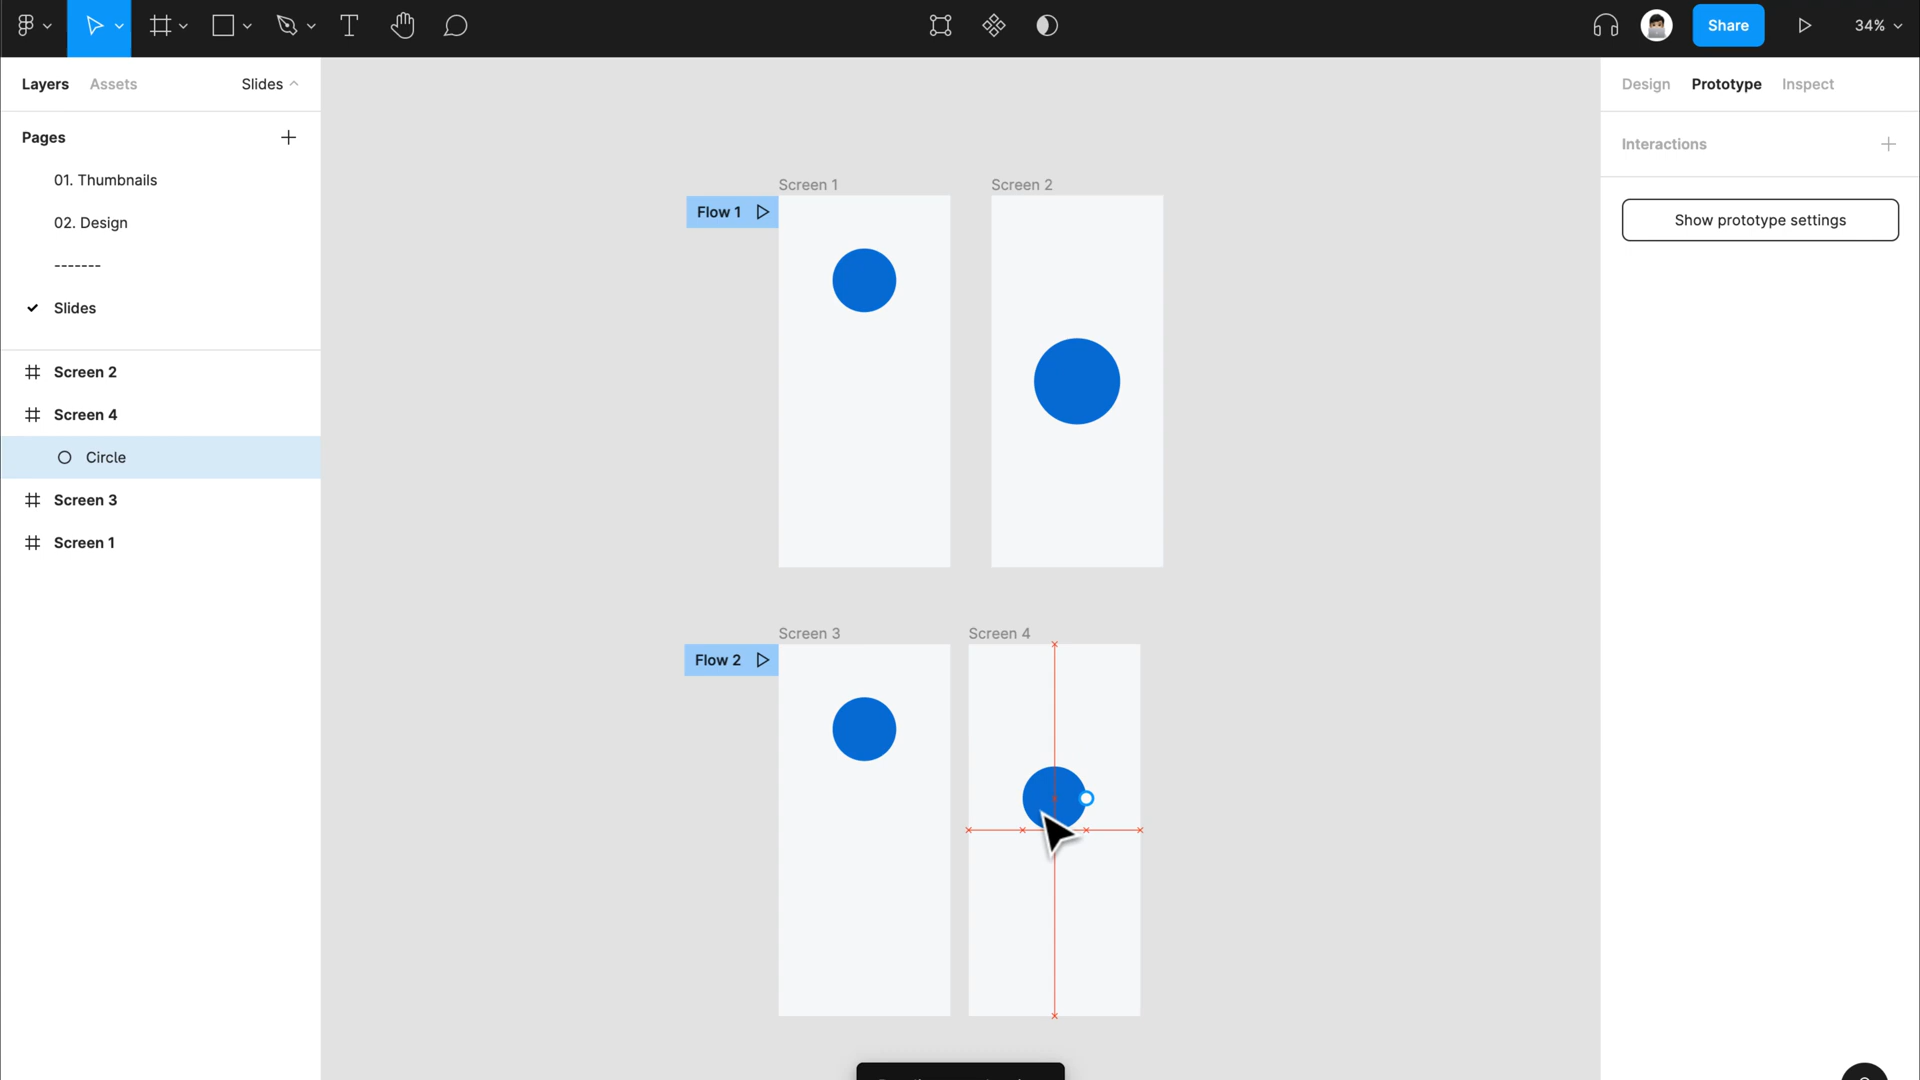 Share
34%
Layers
Assets
Slides
Design
Prototype
Inspect
Pages
Interactions
01. Thumbnails
Screen 1
Screen 2
Flow 1
Show prototype settings
02. Design
-------
Slides
Screen 2
Screen 4
Circle
Screen 3
Screen 1
Screen 3
Screen 4
Flow 2